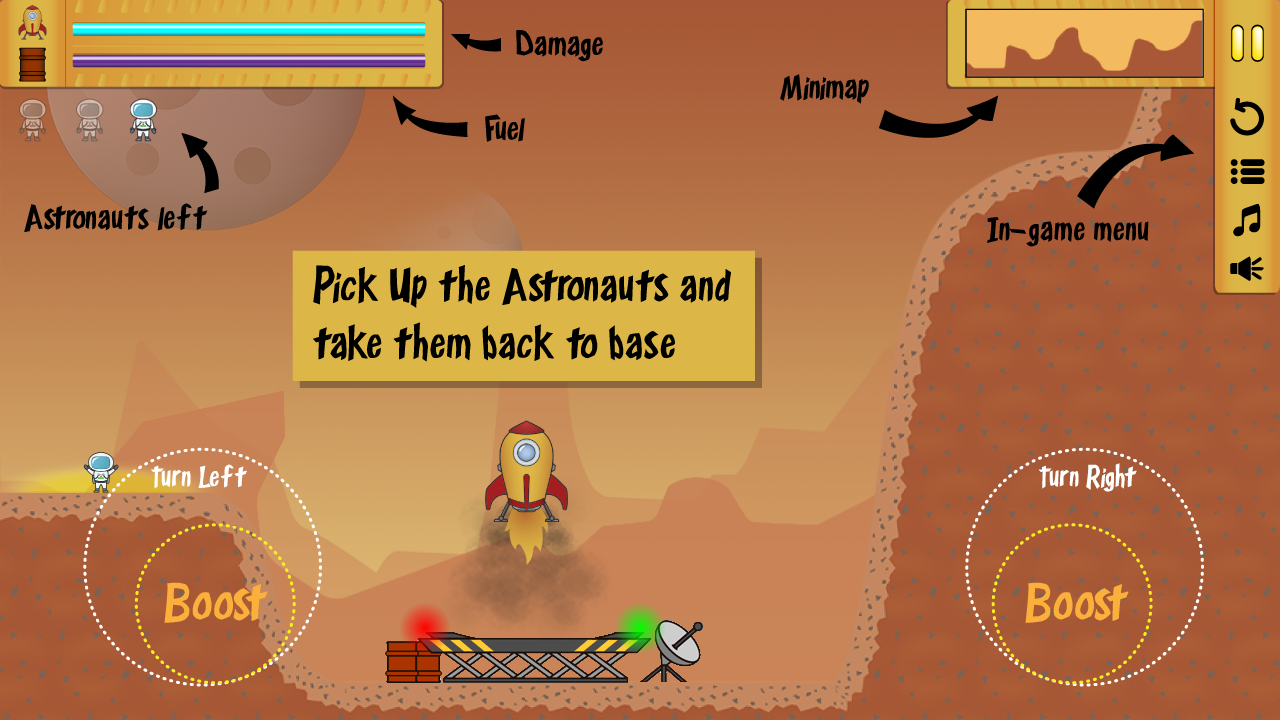 Damage
Minimap
Fuel
Astronauts left
In-game menu
Pick Up the Astronauts and
take them back to base
Turn Left
Turn Right
Boost
Boost